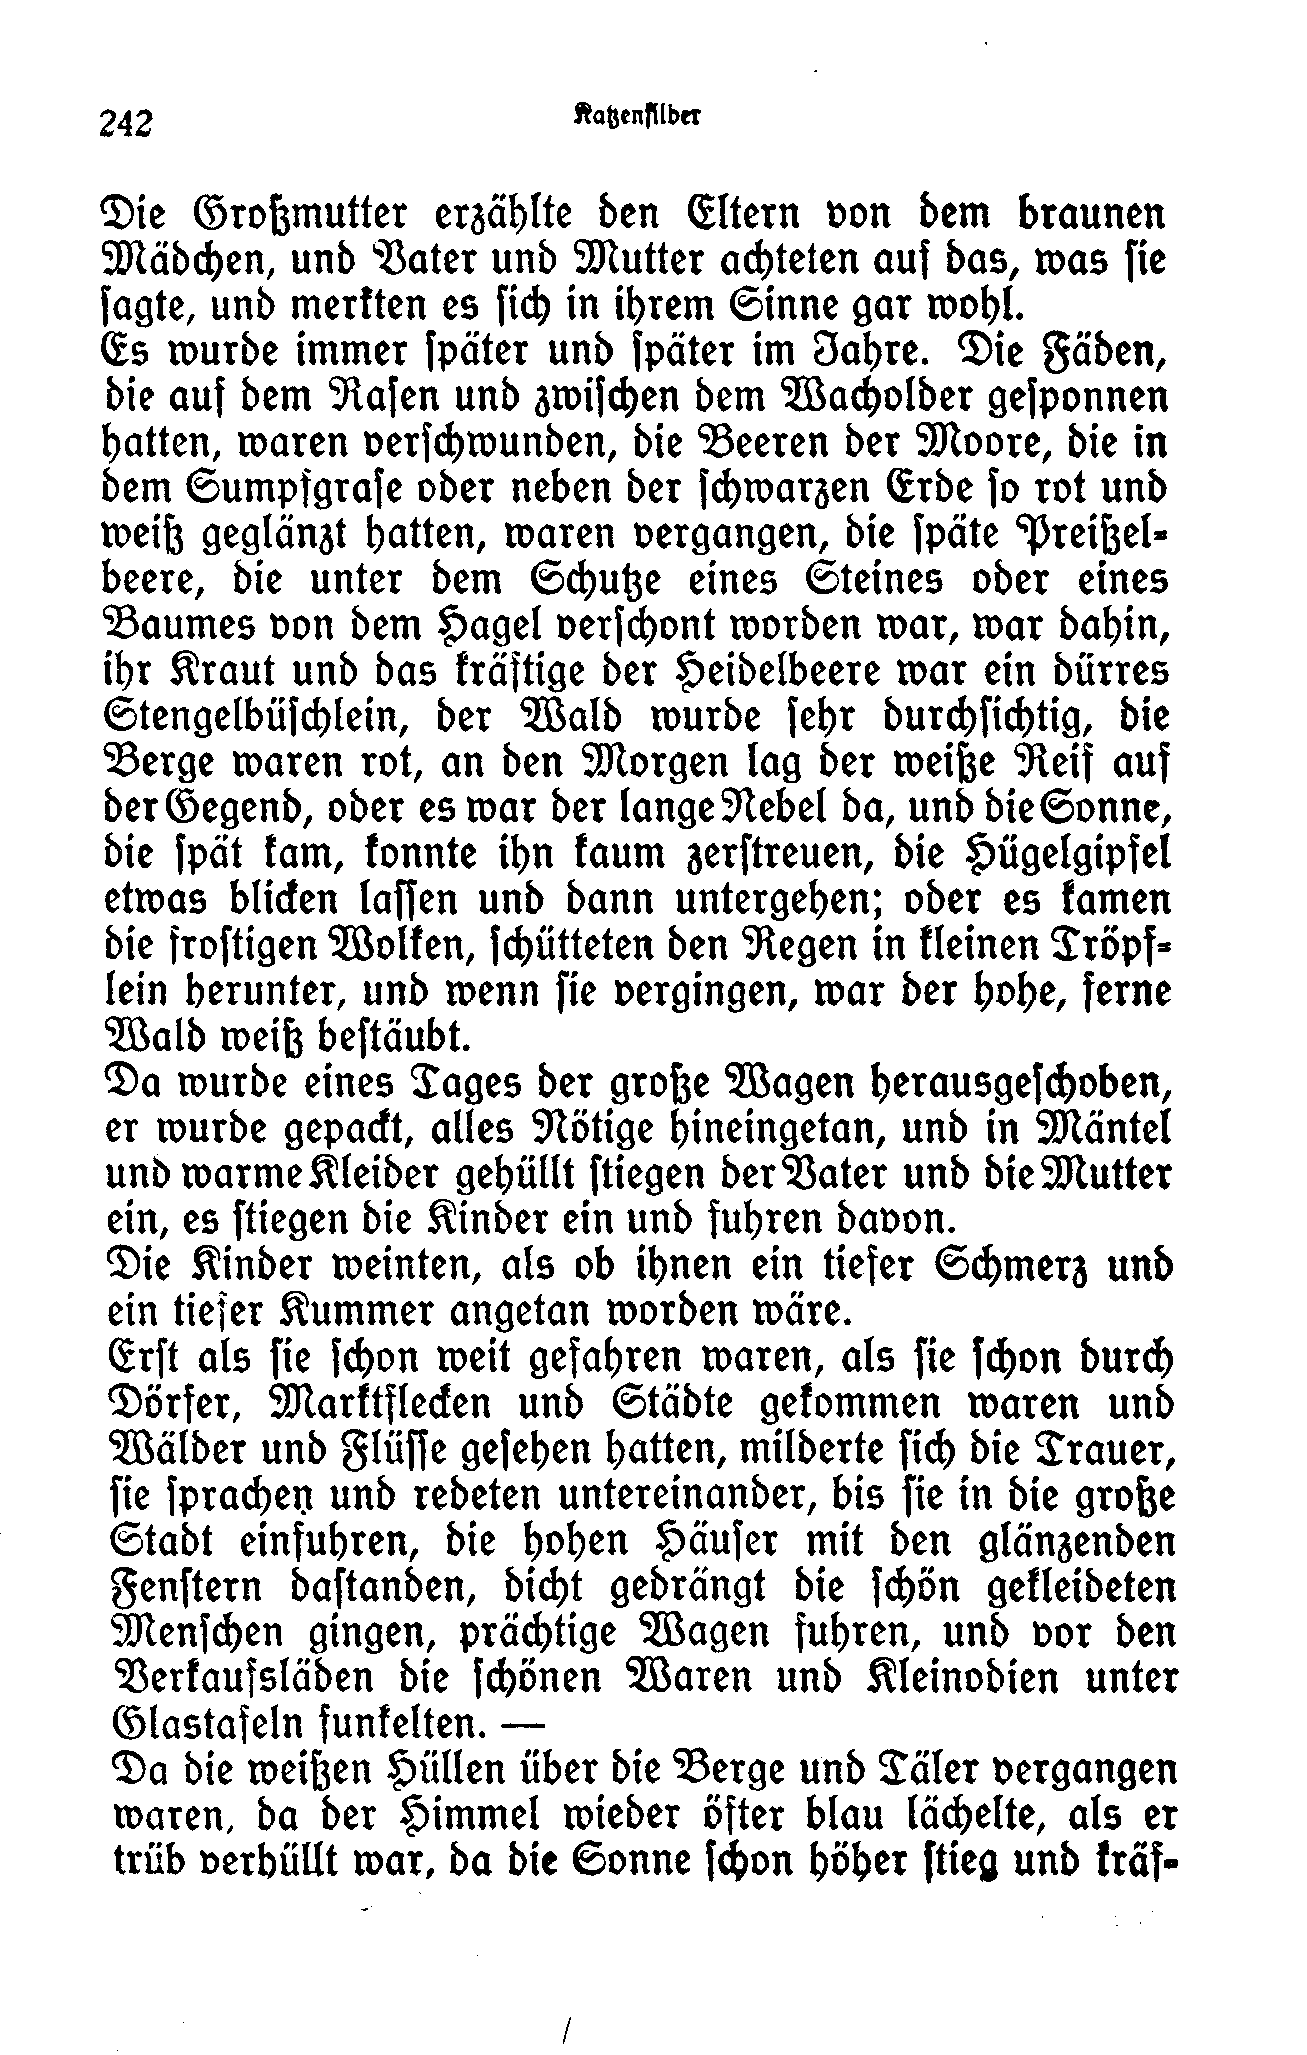 242
Katzensilber
Die Großmutter erzählte den Eltern von dem braunen
Mädchen, und Vater und Mutter achteten auf das, was sie
sagte, und merkten es sich in ihrem Sinne gar wohl.
Es wurde immer später und später im Jahre. Die Fäden,
die auf dem Rasen und zwischen dem Wacholder gesponnen
hatten, waren verschwunden, die Beeren der Moore, die in
dem Sumpfgrase oder neben der schwarzen Erde so rot und
weiß geglänzt hatten, waren vergangen, die späte Preißel-
beere, die unter dem Schutze eines Steines oder eines
Baumes von dem Hagel verschont worden war, war dahin,
ihr Kraut und das kräftige der Heidelbeere war ein dürres
Stengelbüschlein, der Wald wurde sehr durchsichtig, die
Berge waren rot, an den Morgen lag der weiße Reif auf
der Gegend, oder es war der lange Nebel da, und die Sonne,
die spät kam, konnte ihn kaum zerstreuen, die Hügelgipfel
etwas blicken lassen und dann untergehen; oder es kamen
die frostigen Wolken, schütteten den Regen in kleinen Tröpf-
lein herunter, und wenn sie vergingen, war der hohe, ferne
Wald weiß bestäubt.
Da wurde eines Tages der große Wagen herausgeschoben,
er wurde gepackt, alles Nötige hineingetan, und in Mäntel
und warme Kleider gehüllt stiegen der Vater und die Mutter
ein, es stiegen die Kinder ein und fuhren davon.
Die Kinder weinten, als ob ihnen ein tiefer Schmerz und
ein tiefer Kummer angetan worden wäre.
Erst als sie schon weit gefahren waren, als sie schon durch
Dörfer, Marktflecken und Städte gekommen waren und
Wälder und Flüsse gesehen hatten, milderte sich die Trauer,
sie sprachen und redeten untereinander, bis sie in die große
Stadt einfuhren, die hohen Häuser mit den glänzenden
Fenstern dastanden, dicht gedrängt die schön gekleideten
Menschen gingen, prächtige Wagen fuhren, und vor den
Verkaufsläden die schönen Waren und Kleinodien unter
Glastafeln funkelten. —
Da die weißen Hüllen über die Berge und Täler vergangen
waren, da der Himmel wieder öfter blau lächelte, als er
trüb verhüllt war, da die Sonne schon höher stieg und kräf-